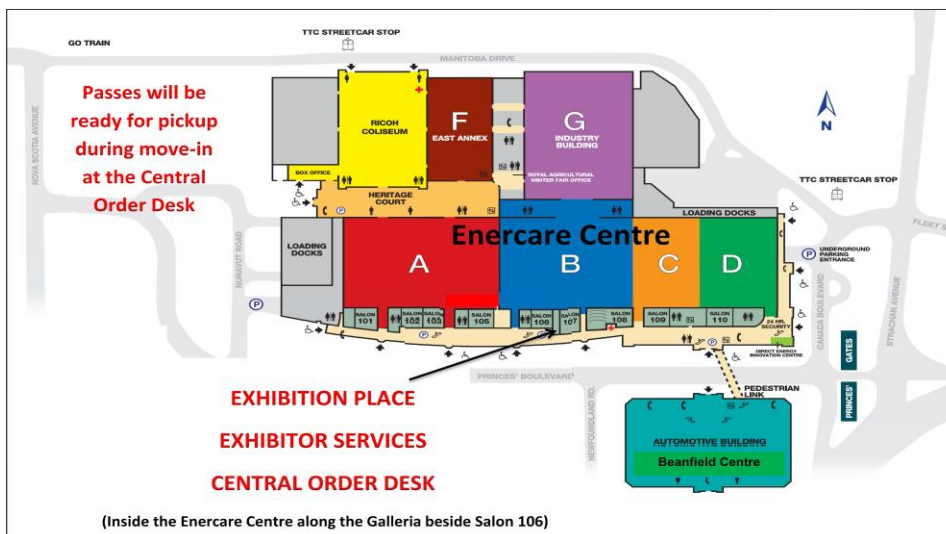 TTC STREETCAR STOP
GO TRAIN
MANITOBA DRIVE
Passes will be
ready for pickup
during move-in
at the Central
Order Desk
NOVA SCOTIA AVENUE
RICOH
COLISEUM
F
EAST ANNEX
G
INDUSTRY
BUILDING
N
BOX OFFICE
ROYAL AGRICULTURAL
WINTER FAIR OFFICE
TTC STREETCAR STOP
HERITAGE
COURT
P
LOADING DOCKS
FLEET
NUNAVUT ROAD
LOADING
DOCKS
Enercare Centre
A
B
C
D
P
UNDERGROUND
PARKING
ENTRANCE
P
SALON
101
SALON
102
SALON
103
SALON
105
SALON
106
SALON
107
SALON
108
SALON
109
SALON
110
24 HR.
SECURITY
P
P
P
DIRECT ENERGY
INNOVATION CENTRE
CANADA BOULEVARD
STRACHAN AVENUE
GATES
PRINCES'
PRINCES' BOULEVARD
PEDESTRIAN
LINK
NEWFOUNDLAND RD.
EXHIBITION PLACE
EXHIBITOR SERVICES
CENTRAL ORDER DESK
AUTOMOTIVE BUILDING
Beanfield Centre
(Inside the Enercare Centre along the Galleria beside Salon 106)